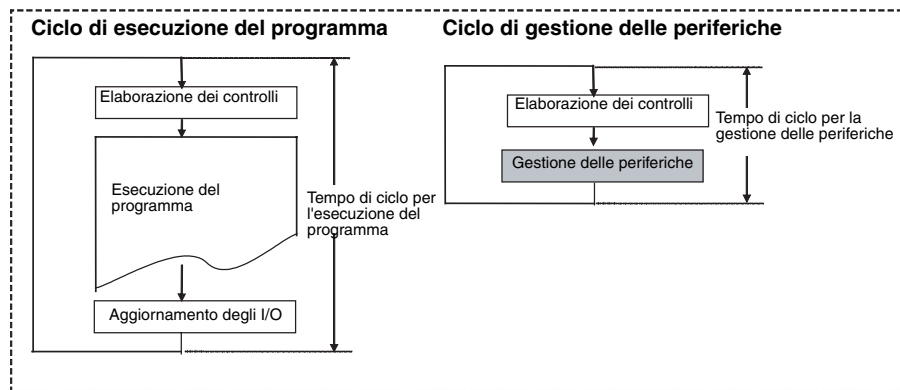 Ciclo di esecuzione del programma
Elaborazione dei controlli
Esecuzione del
programma
Tempo di ciclo per
l'esecuzione del
programma
Aggiornamento degli I/O
Ciclo di gestione delle periferiche
Elaborazione dei controlli
Gestione delle periferiche
Tempo di ciclo per la
gestione delle periferiche